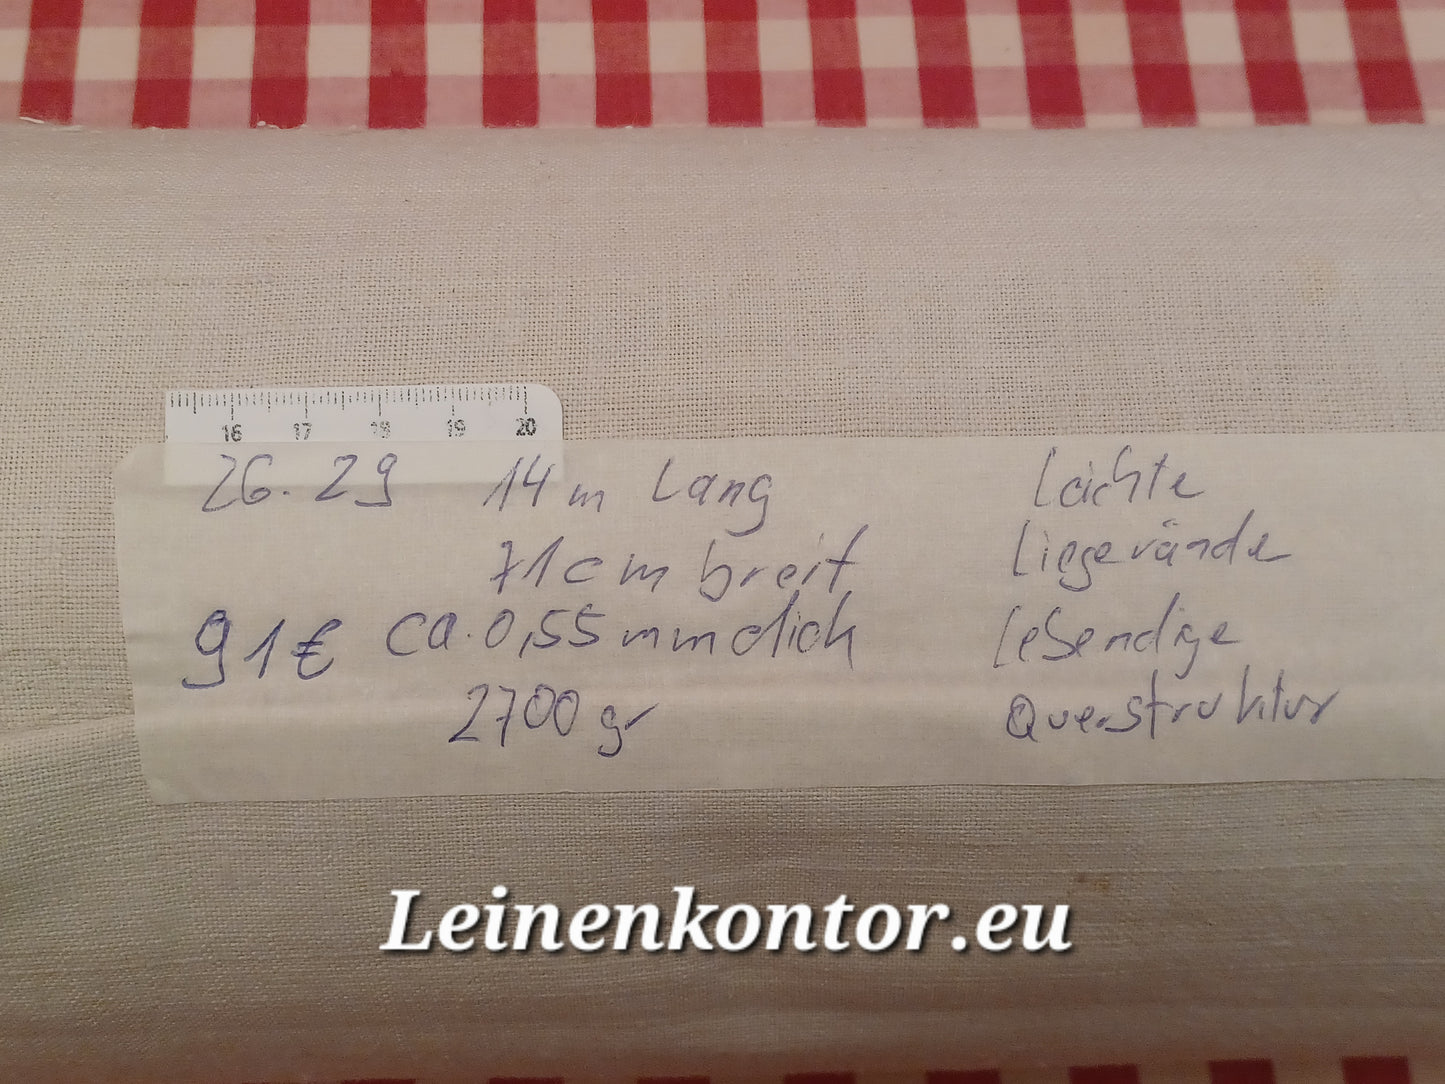 16 17 18 19 20
26.29 14 m Lang Leichte
71 cm breit Liegeränder
91€ ca. 0,55 mm dick Lebendige
2700 gr Querstruktur
Leinenkontor.eu